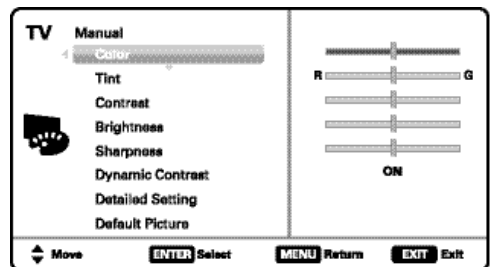 TV Manual
Color
R Tint G
Contrast
Brightness
Sharpness
Dynamic Contrast ON
Detailed Setting
Default Picture
Move ENTER Select MENU Return EXIT Exit